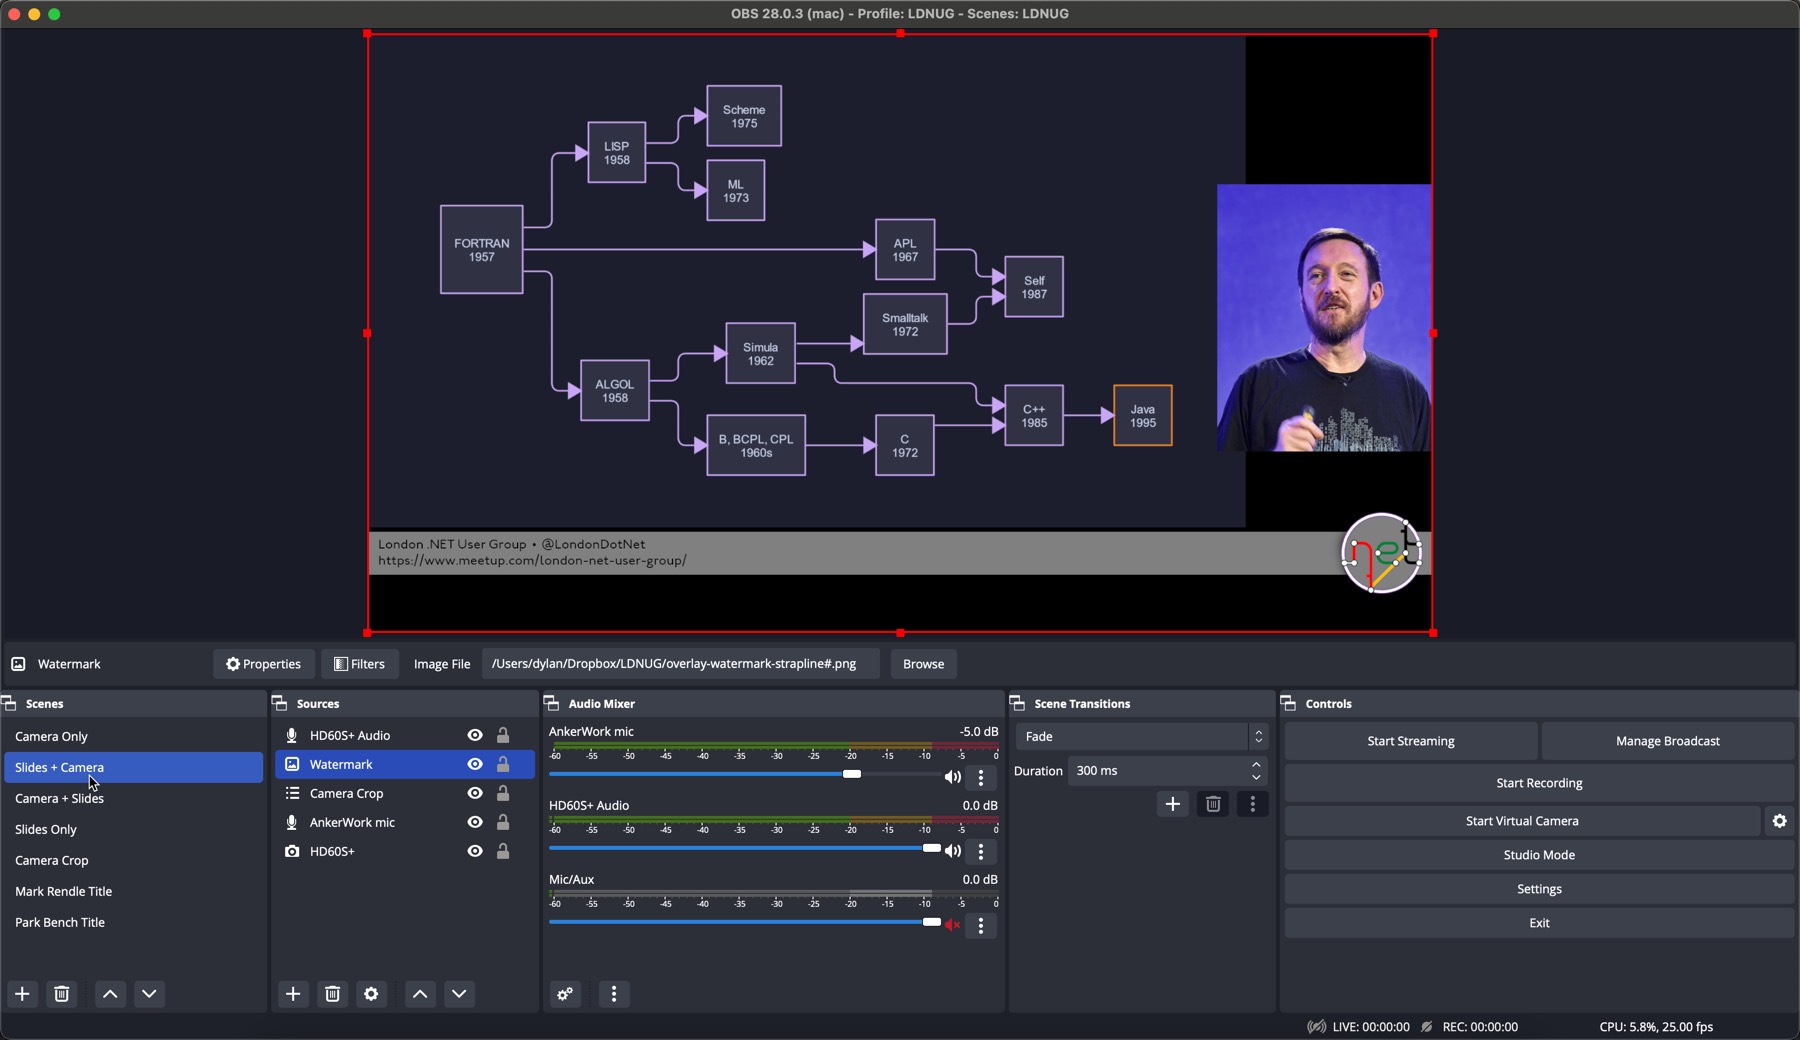 OBS 28.0.3 (mac) - Profile: LDNUG - Scenes: LDNUG
Scheme
1975
LISP
1958
ML
1973
FORTRAN
1957
APL
1967
Self
1987
Smalltalk
1972
Simula
1962
ALGOL
1958
C++
1985
Java
1995
B, BCPL, CPL
1960s
C
1972
London .NET User Group • @LondonDotNet
https://www.meetup.com/london-net-user-group/
net
Watermark
Properties
Filters
Image File
/Users/dylan/Dropbox/LDNUG/overlay-watermark-strapline#.png
Browse
Scenes
Camera Only
Slides + Camera
Camera + Slides
Slides Only
Camera Crop
Mark Rendle Title
Park Bench Title
Sources
HD60S+ Audio
Watermark
Camera Crop
AnkerWork mic
HD60S+
Audio Mixer
AnkerWork mic -5.0 dB
-60 -55 -50 -45 -40 -35 -30 -25 -20 -15 -10 -5 0
HD60S+ Audio 0.0 dB
-60 -55 -50 -45 -40 -35 -30 -25 -20 -15 -10 -5 0
Mic/Aux 0.0 dB
-60 -55 -50 -45 -40 -35 -30 -25 -20 -15 -10 -5 0
Scene Transitions
Fade
Duration 300 ms
Controls
Start Streaming
Manage Broadcast
Start Recording
Start Virtual Camera
Studio Mode
Settings
Exit
LIVE: 00:00:00 REC: 00:00:00 CPU: 5.8%, 25.00 fps